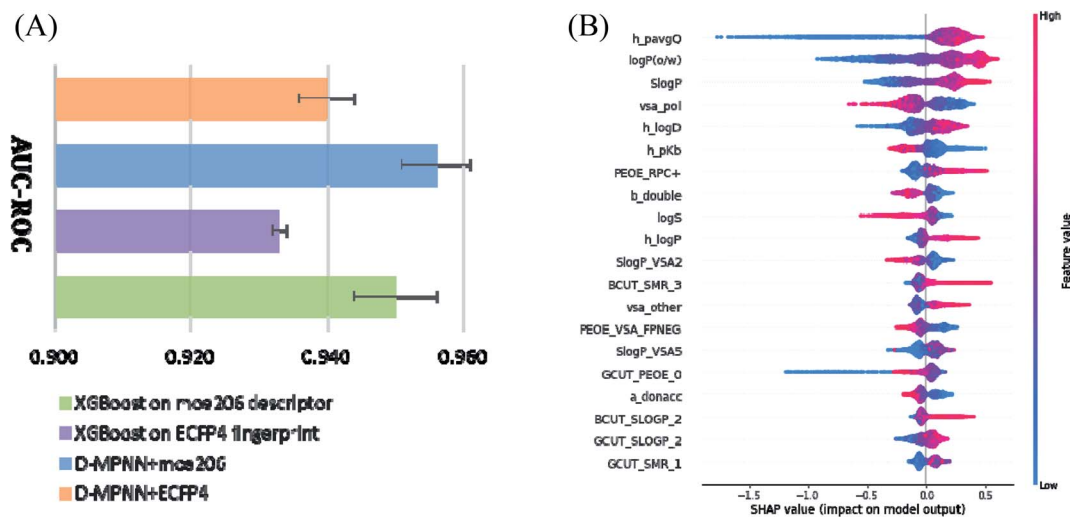 (A)
AUC-ROC
0.900
0.920
0.940
0.960
XGBoost on moe206 descriptor
XGBoost on ECFP4 fingerprint
D-MPNN+moe206
D-MPNN+ECFP4
(B)
h_pavgQ
logP(o/w)
SlogP
vsa_pol
h_logD
h_pKb
PEOE_RPC+
b_double
logS
h_logP
SlogP_VSA2
BCUT_SMR_3
vsa_other
PEOE_VSA_FPNEG
SlogP_VSA5
GCUT_PEOE_0
a_donacc
BCUT_SLOGP_2
GCUT_SLOGP_2
GCUT_SMR_1
−1.5
−1.0
−0.5
0.0
0.5
SHAP value (impact on model output)
High
Feature value
Low